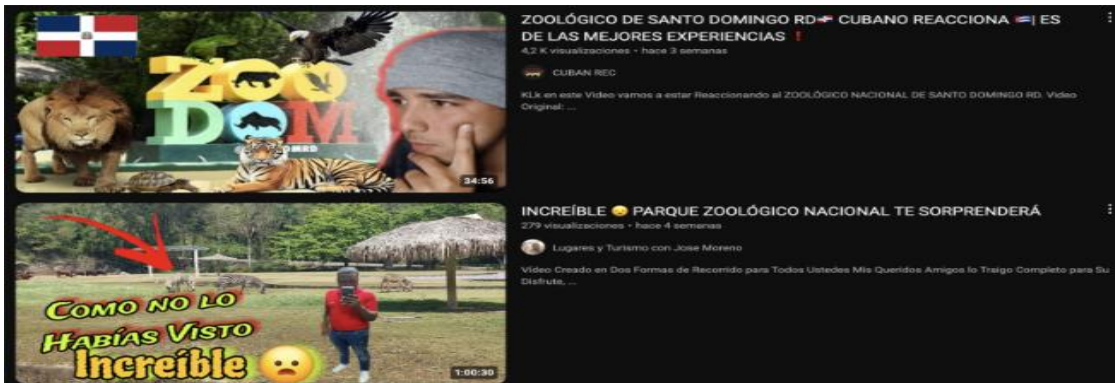 ZOO
DOM
34:56
ZOOLÓGICO DE SANTO DOMINGO RD🇩🇴 CUBANO REACCIONA 🇨🇺| ES
DE LAS MEJORES EXPERIENCIAS ❗
4,2 K visualizaciones • hace 3 semanas
CUBAN REC
KLk en este Video vamos a estar Reaccionando al ZOOLÓGICO NACIONAL DE SANTO DOMINGO RD. Video
Original: ...
COMO NO LO
HABÍAS VISTO
Increíble 😦
1:00:30
INCREÍBLE 😦 PARQUE ZOOLÓGICO NACIONAL TE SORPRENDERÁ
279 visualizaciones • hace 4 semanas
Lugares y Turismo con Jose Moreno
Video Creado en Dos Formas de Recorrido para Todos Ustedes Mis Queridos Amigos lo Traigo Completo para Su
Disfrute, ...